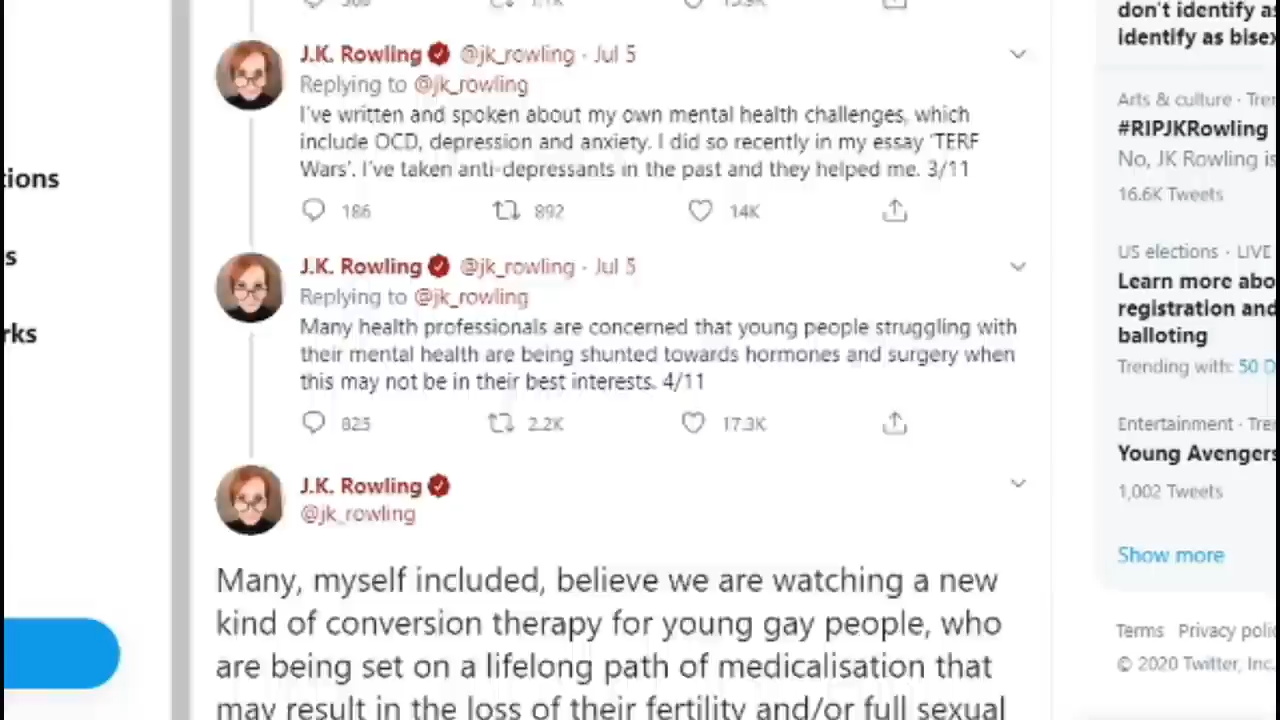 J.K. Rowling @jk_rowling · Jul 5
Replying to @jk_rowling
I've written and spoken about my own mental health challenges, which
include OCD, depression and anxiety. I did so recently in my essay 'TERF
Wars'. I've taken anti-depressants in the past and they helped me. 3/11
186 892 14K
J.K. Rowling @jk_rowling · Jul 5
Replying to @jk_rowling
Many health professionals are concerned that young people struggling with
their mental health are being shunted towards hormones and surgery when
this may not be in their best interests. 4/11
825 2.2K 17.3K
J.K. Rowling
@jk_rowling
Many, myself included, believe we are watching a new
kind of conversion therapy for young gay people, who
are being set on a lifelong path of medicalisation that
may result in the loss of their fertility and/or full sexual
tions
s
rks
don't identify as
identify as bisex
Arts & culture · Tre
#RIPJKRowling
No, JK Rowling is
16.6K Tweets
US elections · LIVE
Learn more abo
registration and
balloting
Trending with: 50 D
Entertainment · Tre
Young Avengers
1,002 Tweets
Show more
Terms Privacy poli
© 2020 Twitter, Inc.